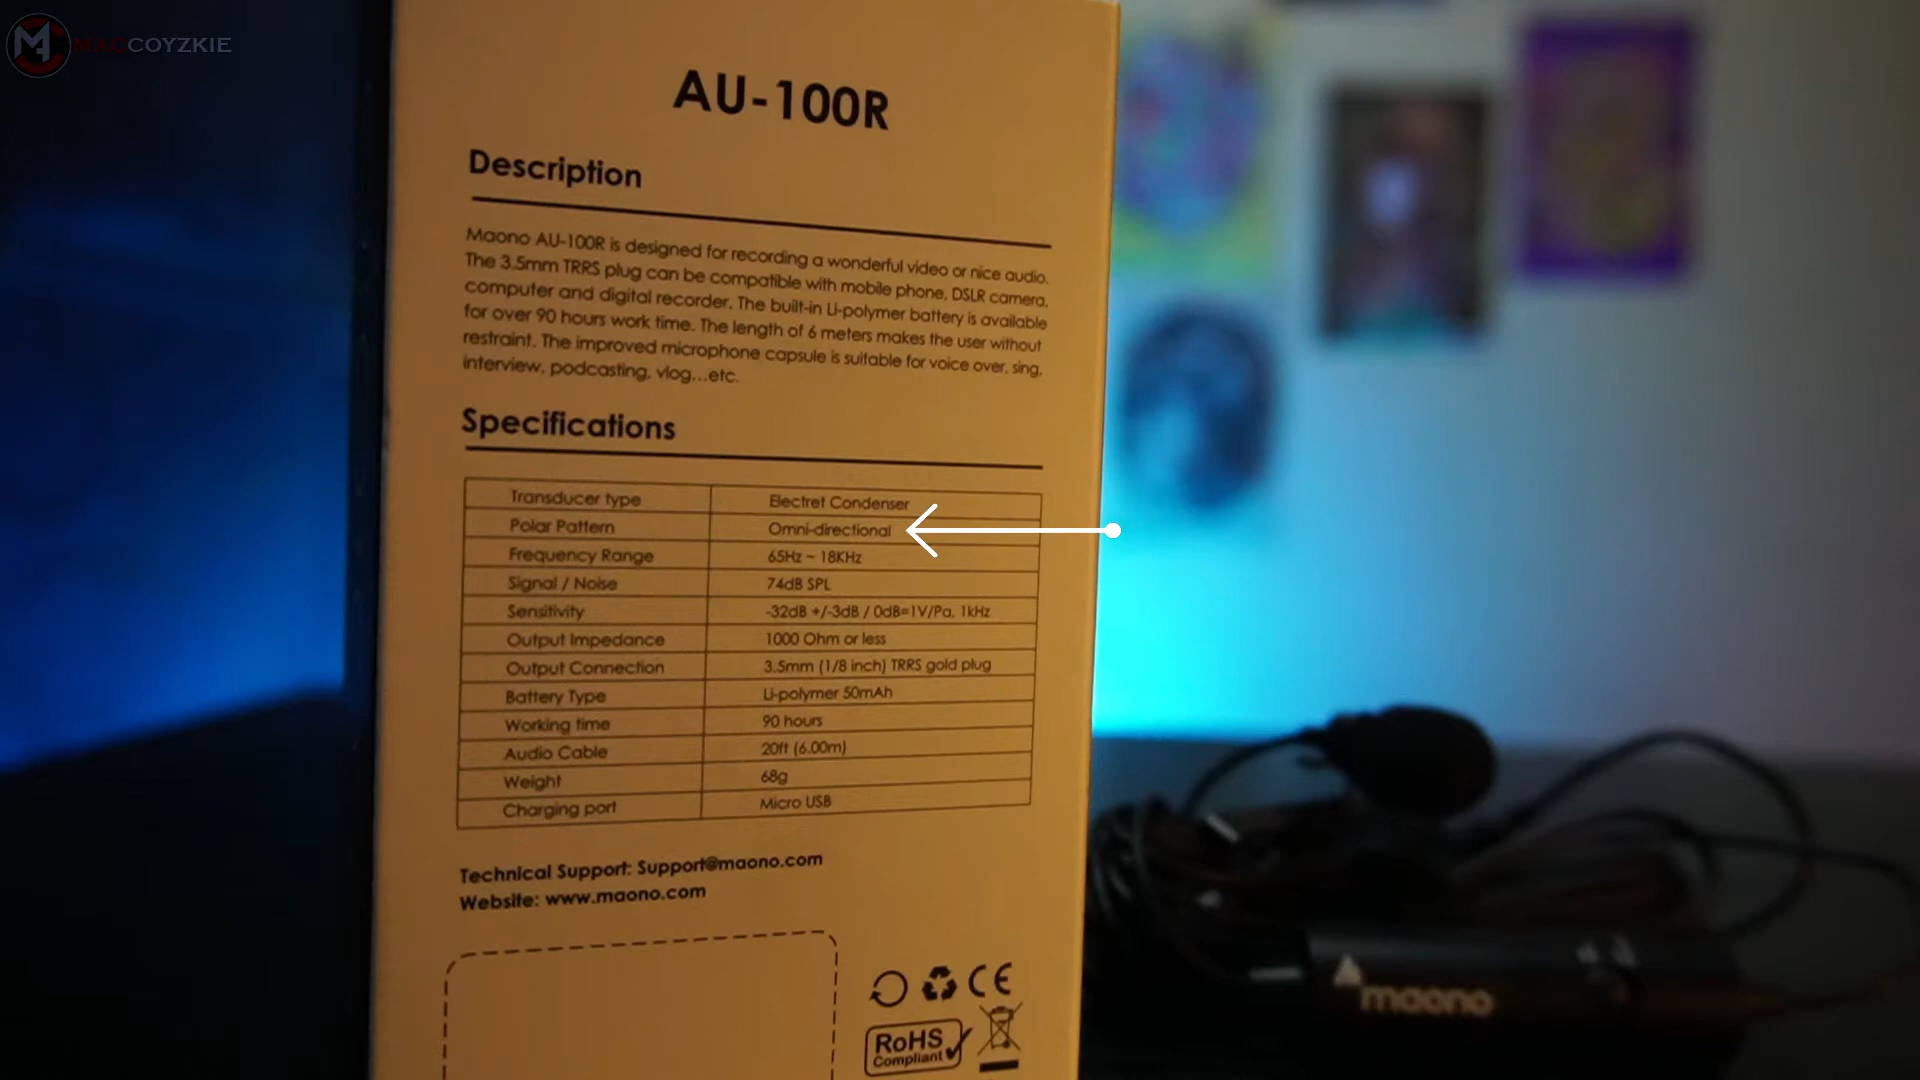 MACCOYZKIE
AU-100R
Description
Maono AU-100R is designed for recording a wonderful video or nice audio.
The 3.5mm TRRS plug can be compatible with mobile phone, DSLR camera,
computer and digital recorder. The built-in Li-polymer battery is available
for over 90 hours work time. The length of 6 meters makes the user without
restraint. The improved microphone capsule is suitable for voice over, sing,
interview, podcasting, vlog...etc.
Specifications
Transducer type Electret Condenser
Polar Pattern Omni-directional
Frequency Range 65Hz ~ 18KHz
Signal / Noise 74dB SPL
Sensitivity -32dB +/-3dB / 0dB=1V/Pa, 1kHz
Output Impedance 1000 Ohm or less
Output Connection 3.5mm (1/8 inch) TRRS gold plug
Battery Type Li-polymer 50mAh
Working time 90 hours
Audio Cable 20ft (6.00m)
Weight 68g
Charging port Micro USB
Technical Support: Support@maono.com
Website: www.maono.com
CE
RoHS
Compliant
maono